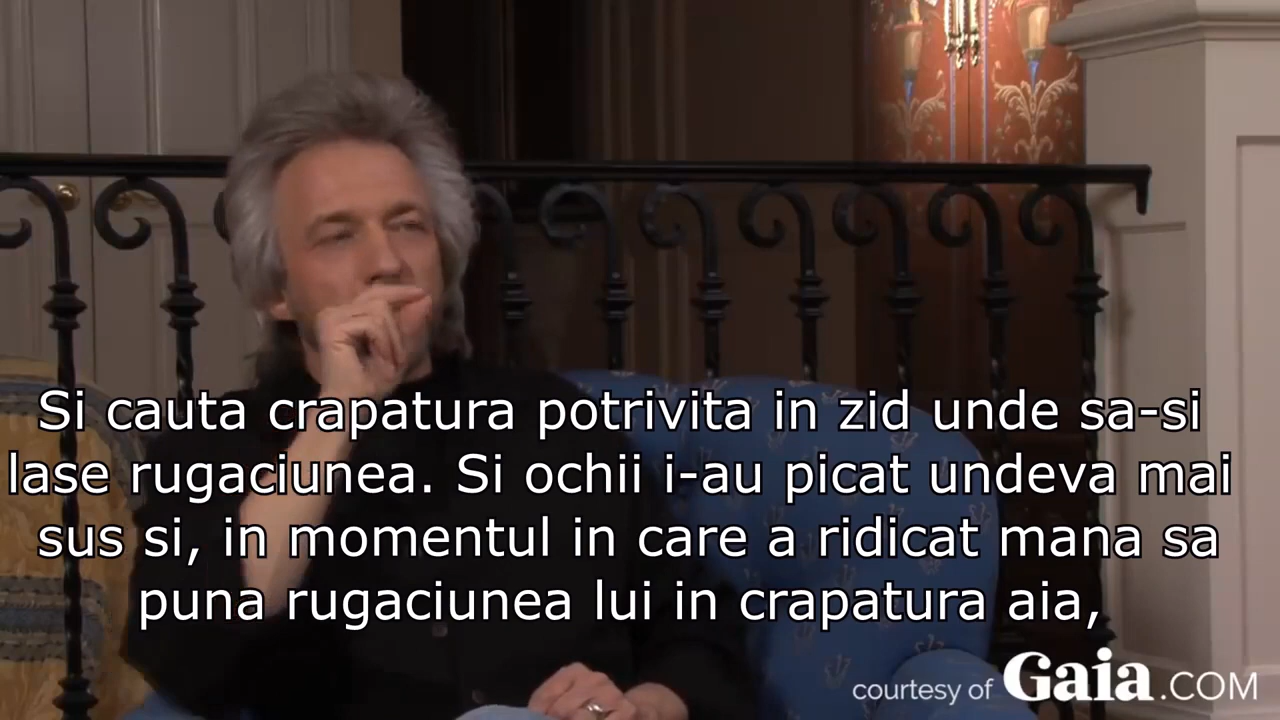 Si cauta crapatura potrivita in zid unde sa-si
lase rugaciunea. Si ochii i-au picat undeva mai
sus si, in momentul in care a ridicat mana sa
puna rugaciunea lui in crapatura aia,
courtesy of Gaia.COM